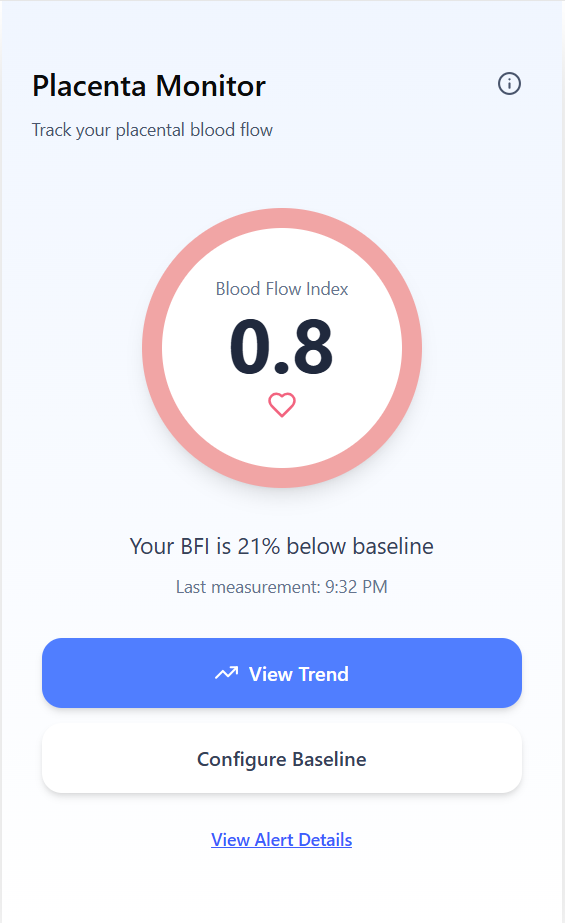 Placenta Monitor
Track your placental blood flow
Blood Flow Index
0.8
Your BFI is 21% below baseline
Last measurement: 9:32 PM
View Trend
Configure Baseline
View Alert Details